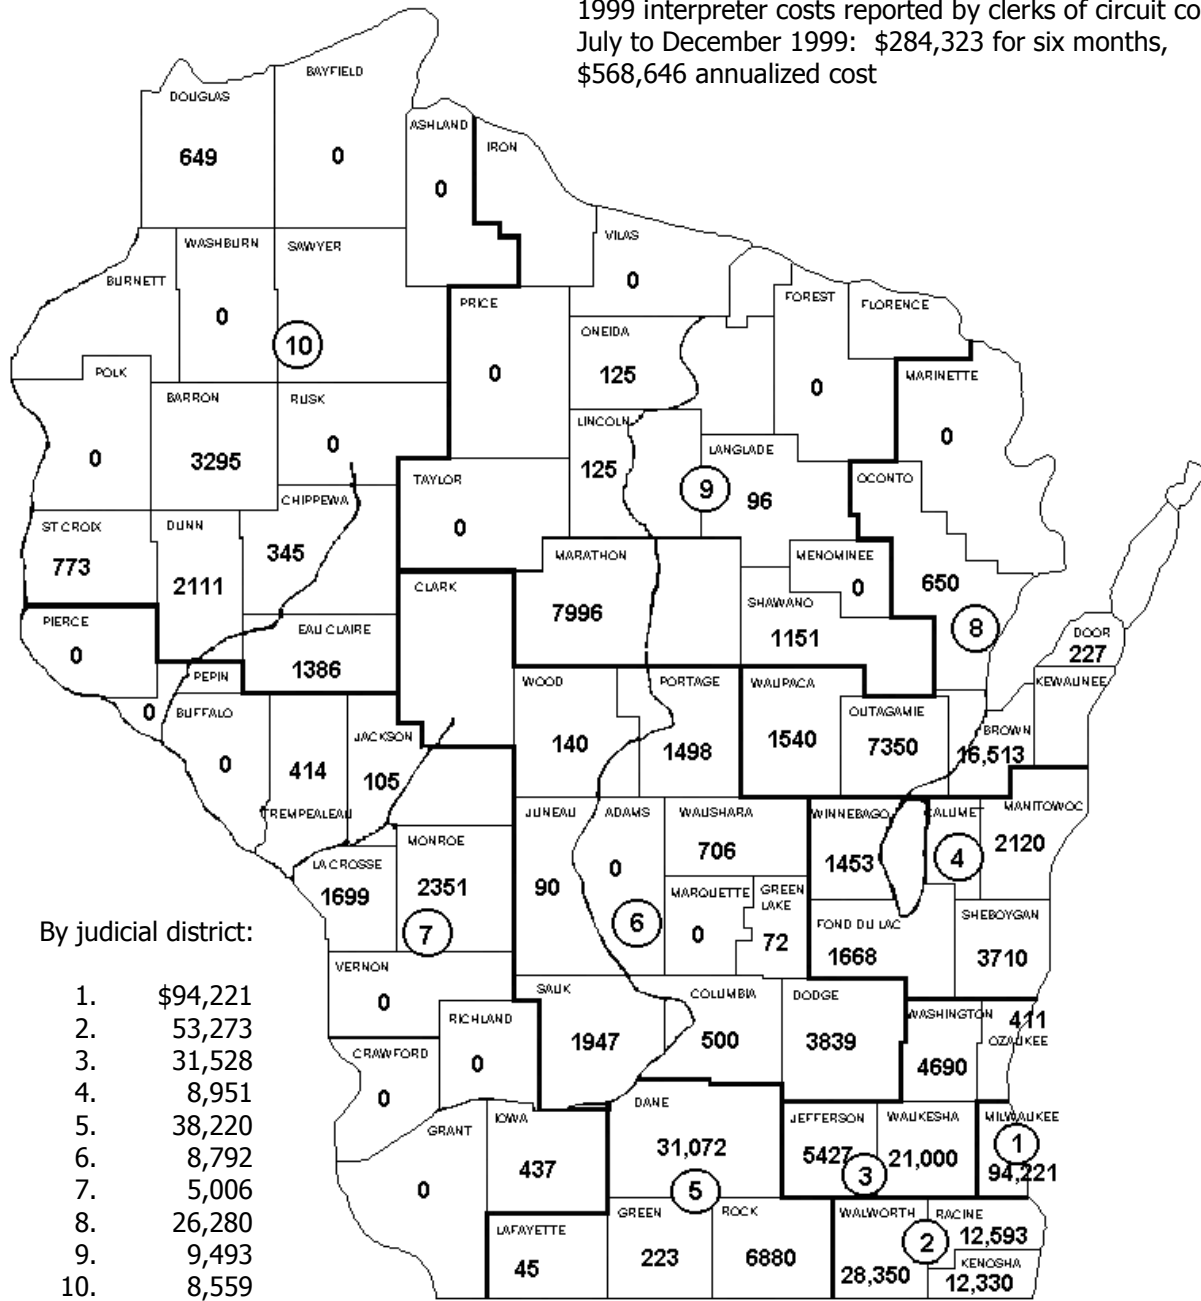 1999 interpreter costs reported by clerks of circuit co
July to December 1999: $284,323 for six months,
$568,646 annualized cost
BAYFIELD
0
DOUGLAS
649
ASHLAND
0
IRON
VILAS
0
WASHBURN
0
SAWYER
BURNETT
10
PRICE
0
ONEIDA
125
FOREST
0
FLORENCE
MARINETTE
0
POLK
0
BARRON
3295
RUSK
0
LINCOLN
125
LANGLADE
96
9
TAYLOR
0
OCONTO
650
CHIPPEWA
345
ST CROIX
773
DUNN
2111
MARATHON
7996
MENOMINEE
0
SHAWANO
1151
8
CLARK
PIERCE
0
EAU CLAIRE
1386
DOOR
227
PEPIN
0
BUFFALO
0
WOOD
140
PORTAGE
1498
WAUPACA
1540
OUTAGAMIE
7350
KEWAUNEE
BROWN
16,513
JACKSON
105
414
TREMPEALEAU
JUNEAU
90
ADAMS
0
WAUSHARA
706
WINNEBAGO
1453
CALUME
4
MANITOWOC
2120
MONROE
2351
LA CROSSE
1699
7
MARQUETTE
0
GREEN
LAKE
72
6
FOND DU LAC
1668
SHEBOYGAN
3710
VERNON
0
SAUK
1947
COLUMBIA
500
DODGE
3839
WASHINGTON
4690
411
OZAUKEE
RICHLAND
0
CRAWFORD
0
GRANT
0
IOWA
437
DANE
31,072
5
JEFFERSON
5427
3
WAUKESHA
21,000
MILWAUKEE
1
94,221
LAFAYETTE
45
GREEN
223
ROCK
6880
WALWORTH
28,350
2
RACINE
12,593
KENOSHA
12,330
By judicial district:
1. $94,221
2. 53,273
3. 31,528
4. 8,951
5. 38,220
6. 8,792
7. 5,006
8. 26,280
9. 9,493
10. 8,559